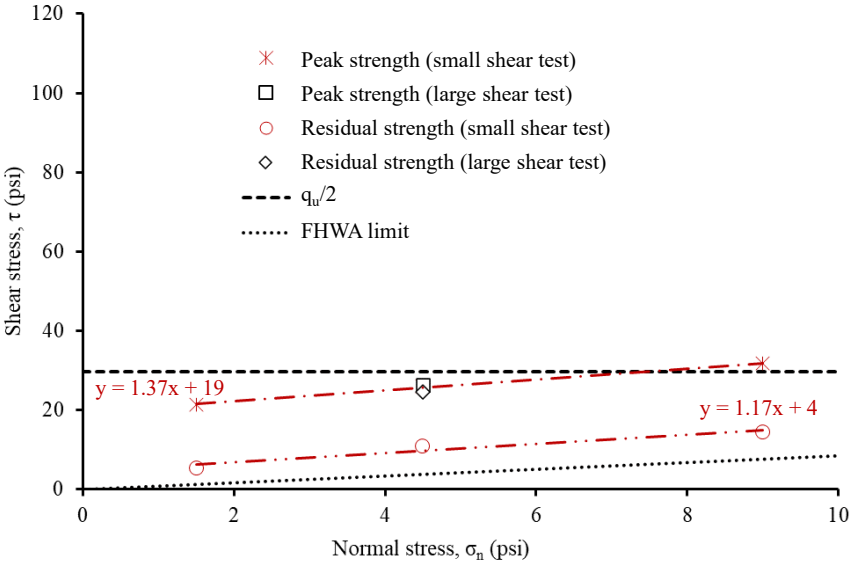 120
100
80
60
40
20
0
Shear stress, τ (psi)
Peak strength (small shear test)
Peak strength (large shear test)
Residual strength (small shear test)
Residual strength (large shear test)
qu/2
FHWA limit
y = 1.37x + 19
y = 1.17x + 4
0 2 4 6 8 10
Normal stress, σn (psi)